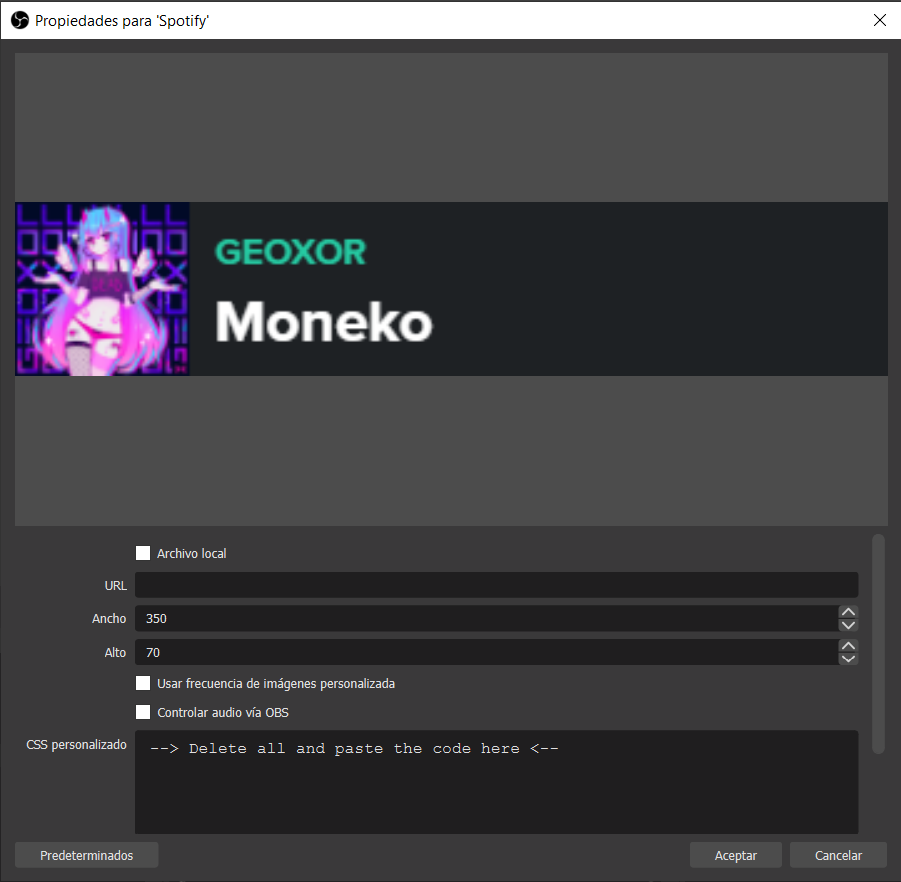 Propiedades para 'Spotify'
GEOXOR
Moneko
Archivo local
URL
Ancho 350
Alto 70
Usar frecuencia de imágenes personalizada
Controlar audio vía OBS
CSS personalizado --> Delete all and paste the code here <--
Predeterminados Aceptar Cancelar